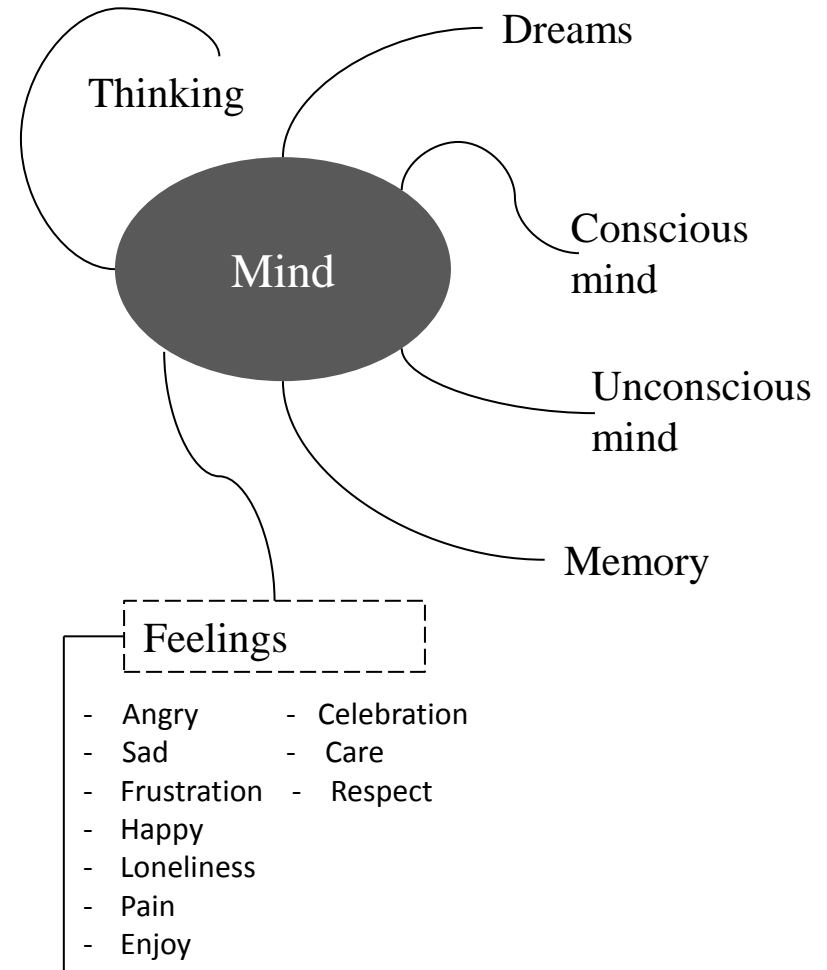 Dreams
Thinking
Conscious
mind
Mind
Unconscious
mind
Memory
Feelings
- Angry - Celebration
- Sad - Care
- Frustration - Respect
- Happy
- Loneliness
- Pain
- Enjoy